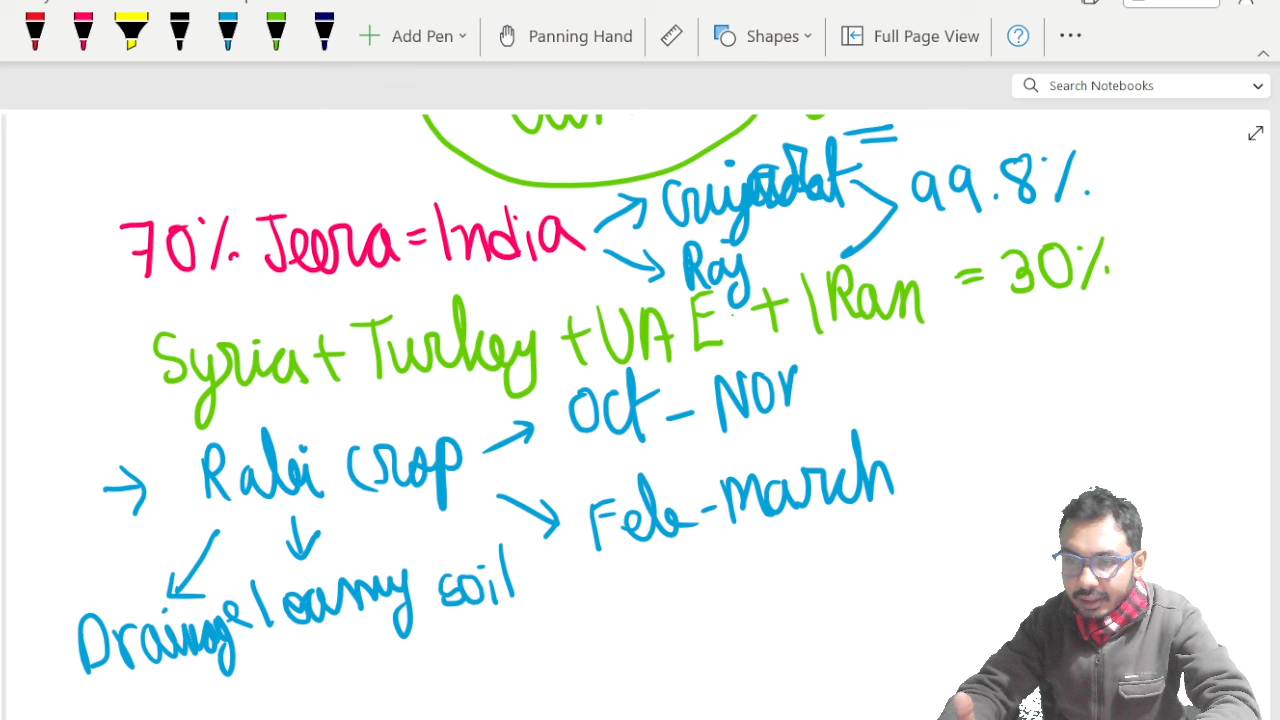 Add Pen Panning Hand Shapes Full Page View ? ...
Search Notebooks
70% Jeera = India → Gujarat = 99.8%
→ Raj
Syria + Turkey + UAE + IRan = 30%
→ Rabi crop → Oct - Nov
→ Feb - March
Drainage loamy soil